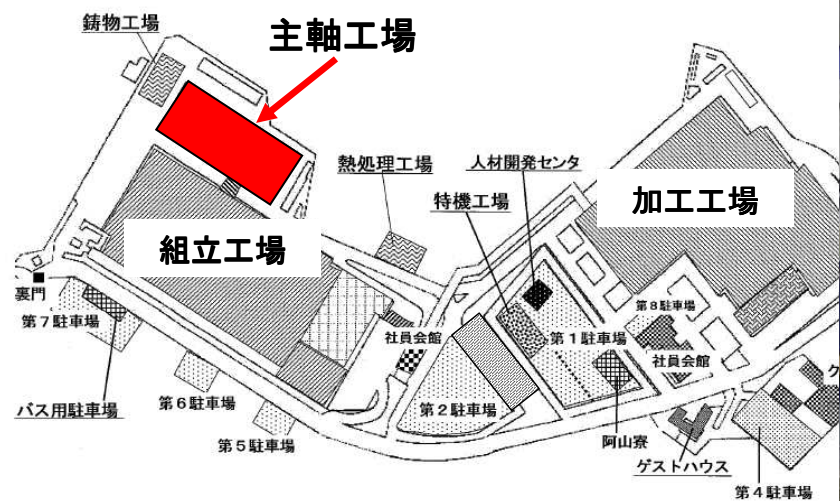 鋳物工場
主軸工場
熱処理工場
人材開発センタ
特機工場
加工工場
組立工場
裏門
第7駐車場
バス用駐車場
第6駐車場
第5駐車場
社員会館
第2駐車場
第1駐車場
第8駐車場
社員会館
阿山寮
ゲストハウス
第4駐車場
ク